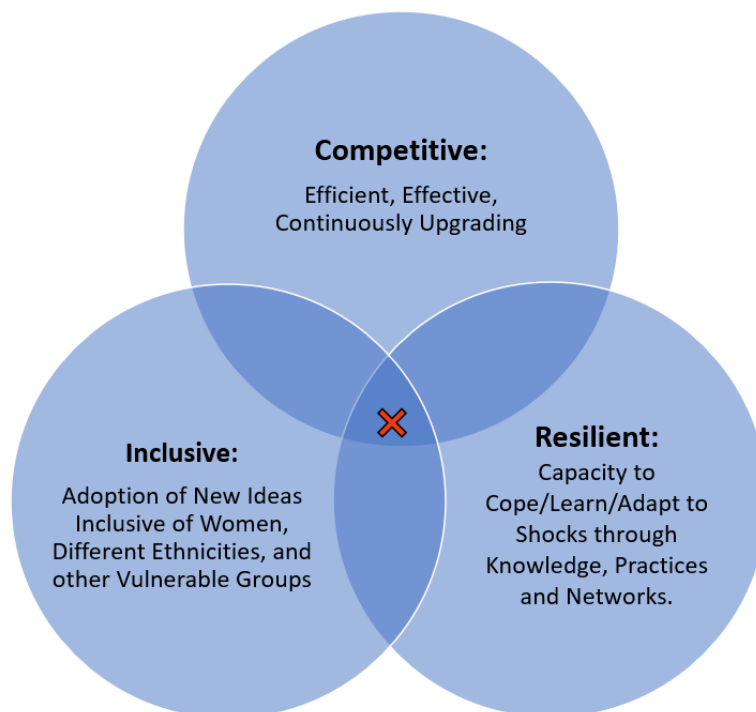 Competitive:
Efficient, Effective,
Continuously Upgrading
Inclusive:
Adoption of New Ideas
Inclusive of Women,
Different Ethnicities, and
other Vulnerable Groups
Resilient:
Capacity to
Cope/Learn/Adapt to
Shocks through
Knowledge, Practices
and Networks.